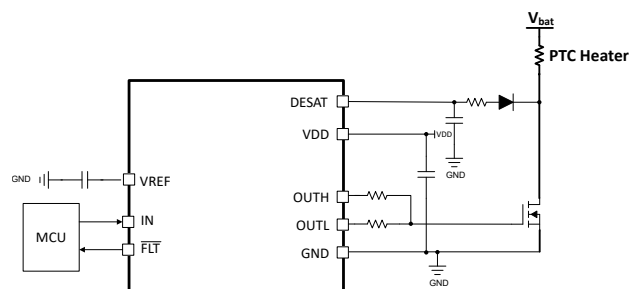 Vbat
PTC Heater
DESAT
VDD
VDD
GND
GND
VREF
OUTH
MCU
IN
OUTL
FLT
GND
GND